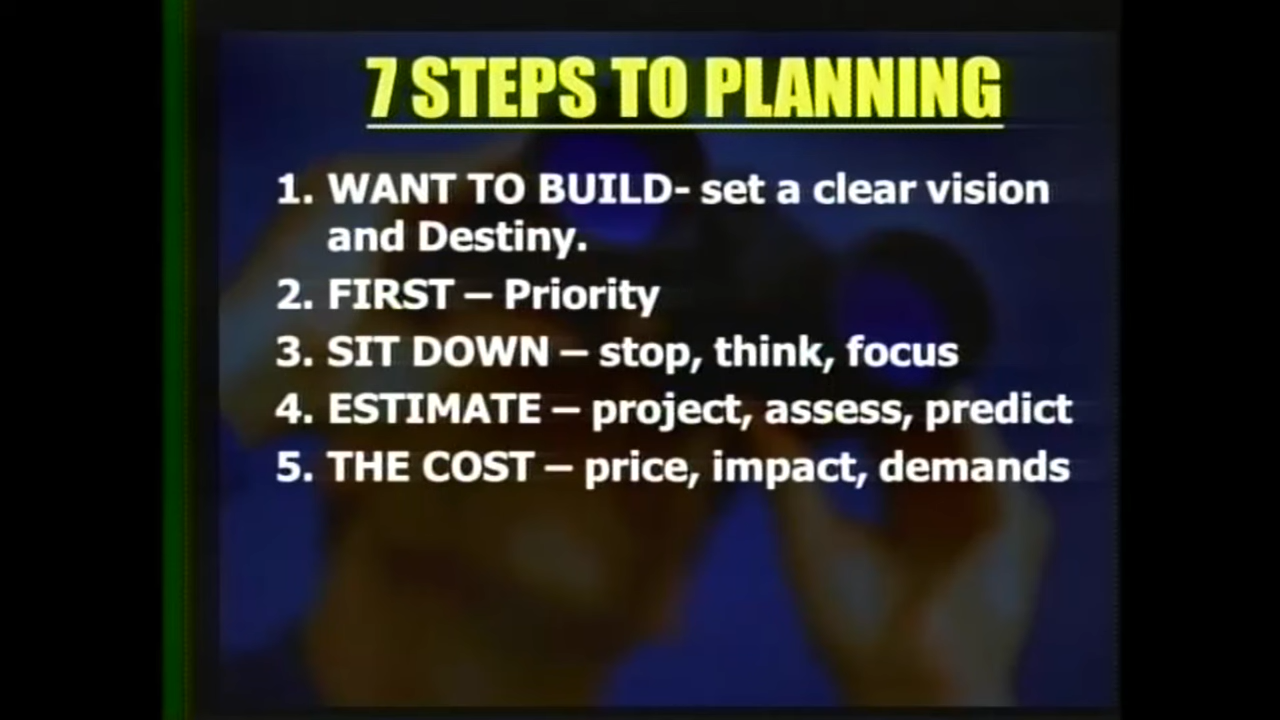 7 STEPS TO PLANNING
1. WANT TO BUILD- set a clear vision
and Destiny.
2. FIRST – Priority
3. SIT DOWN – stop, think, focus
4. ESTIMATE – project, assess, predict
5. THE COST – price, impact, demands